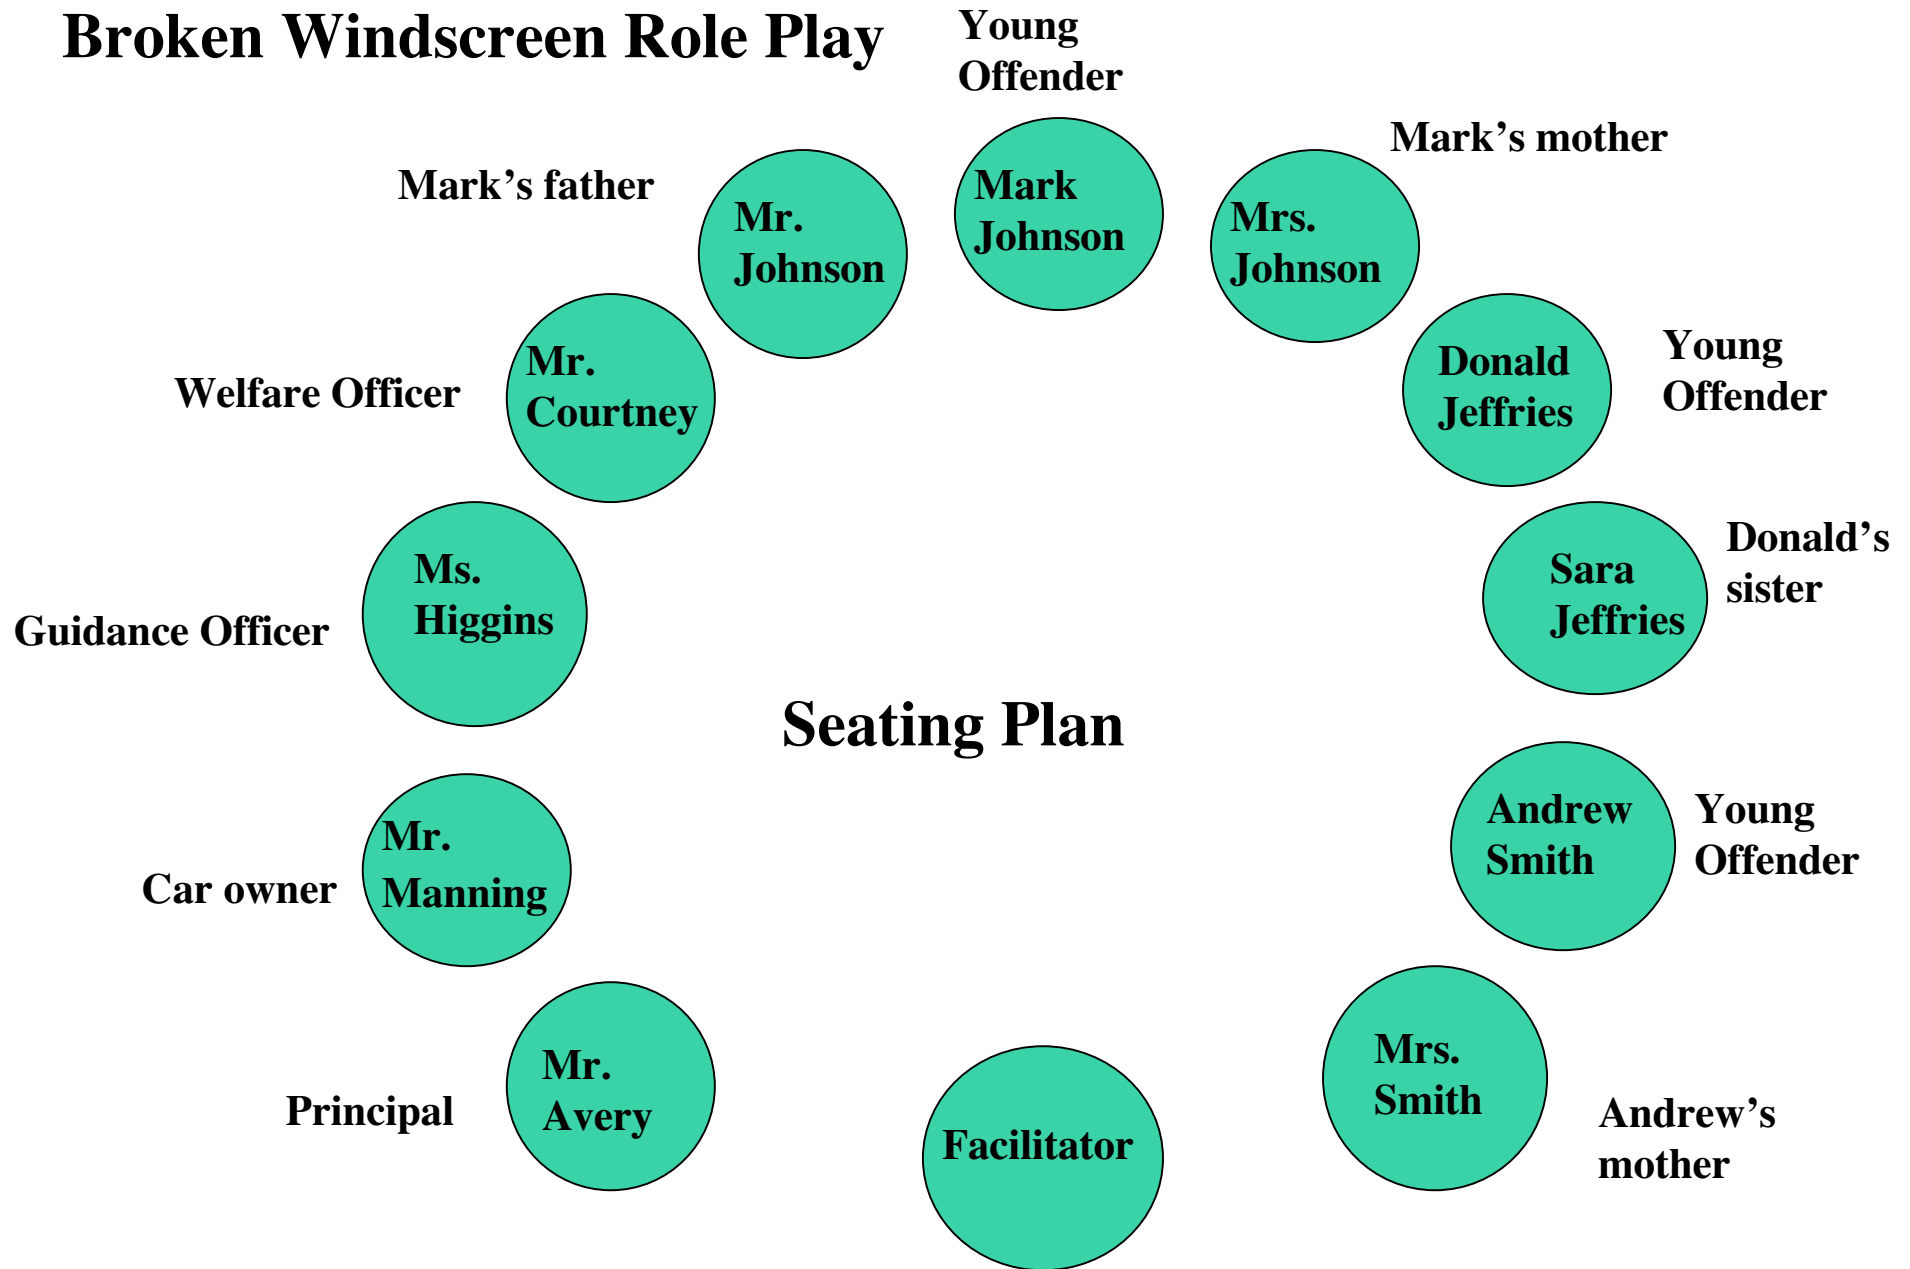 Broken Windscreen Role Play
Young
Offender
Mark's mother
Mark's father
Mr.
Johnson
Mark
Johnson
Mrs.
Johnson
Welfare Officer
Mr.
Courtney
Donald
Jeffries
Young
Offender
Guidance Officer
Ms.
Higgins
Sara
Jeffries
Donald's
sister
Seating Plan
Car owner
Mr.
Manning
Andrew
Smith
Young
Offender
Principal
Mr.
Avery
Facilitator
Mrs.
Smith
Andrew's
mother